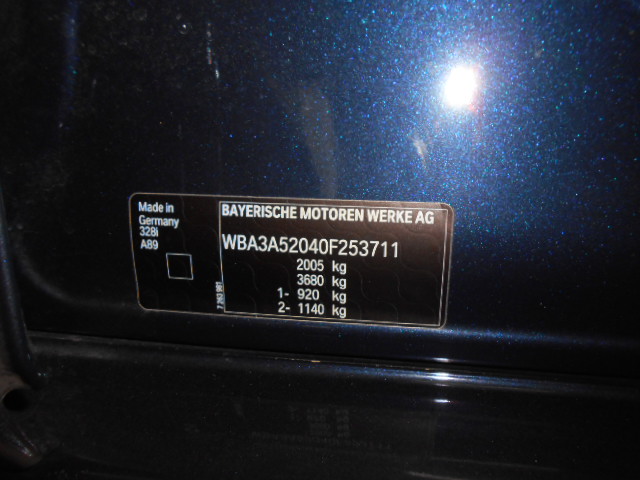 Made in
Germany
328i
A89
BAYERISCHE MOTOREN WERKE AG
WBA3A52040F253711
2005 kg
3680 kg
1- 920 kg
2- 1140 kg